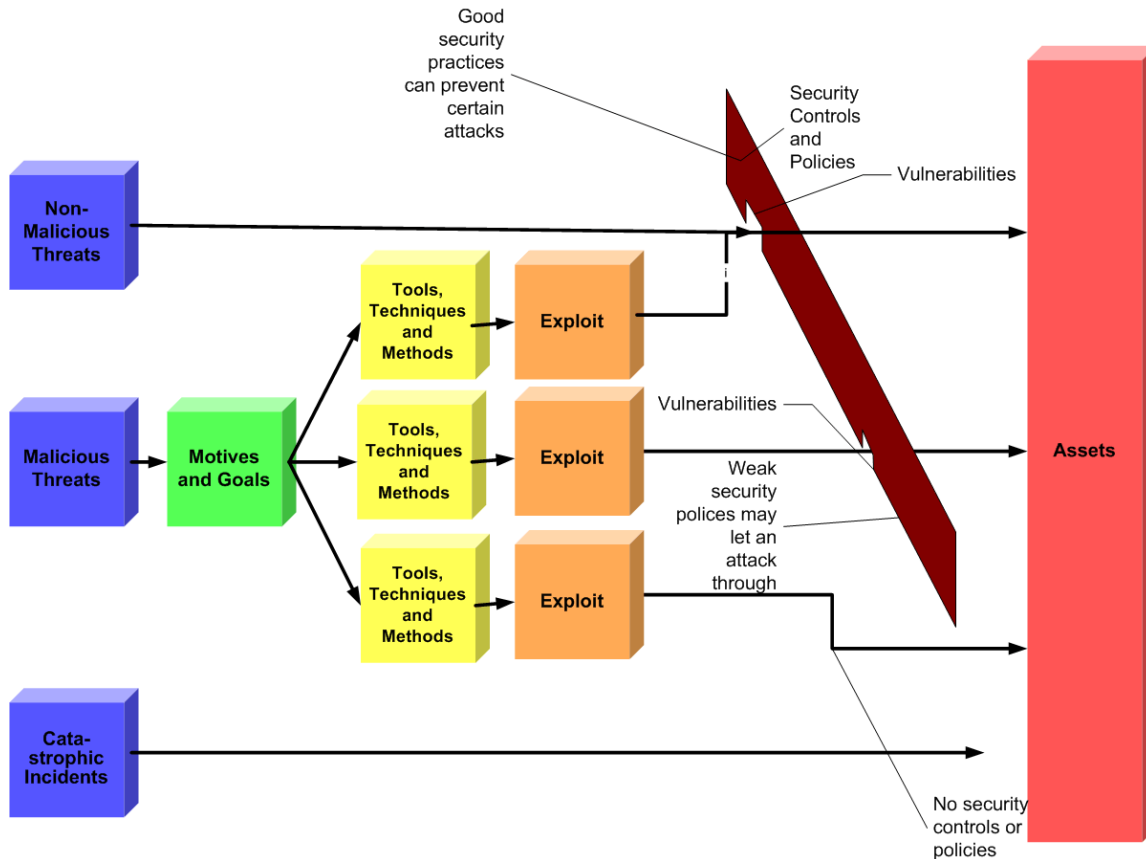 Good
security
practices
can prevent
certain
attacks
Security
Controls
and
Policies
Vulnerabilities
Non-
Malicious
Threats
Tools,
Techniques
and
Methods
Exploit
Vulnerabilities
Malicious
Threats
Motives
and Goals
Tools,
Techniques
and
Methods
Exploit
Weak
security
polices may
let an
attack
through
Assets
Tools,
Techniques
and
Methods
Exploit
Cata-
strophic
Incidents
No security
controls or
policies